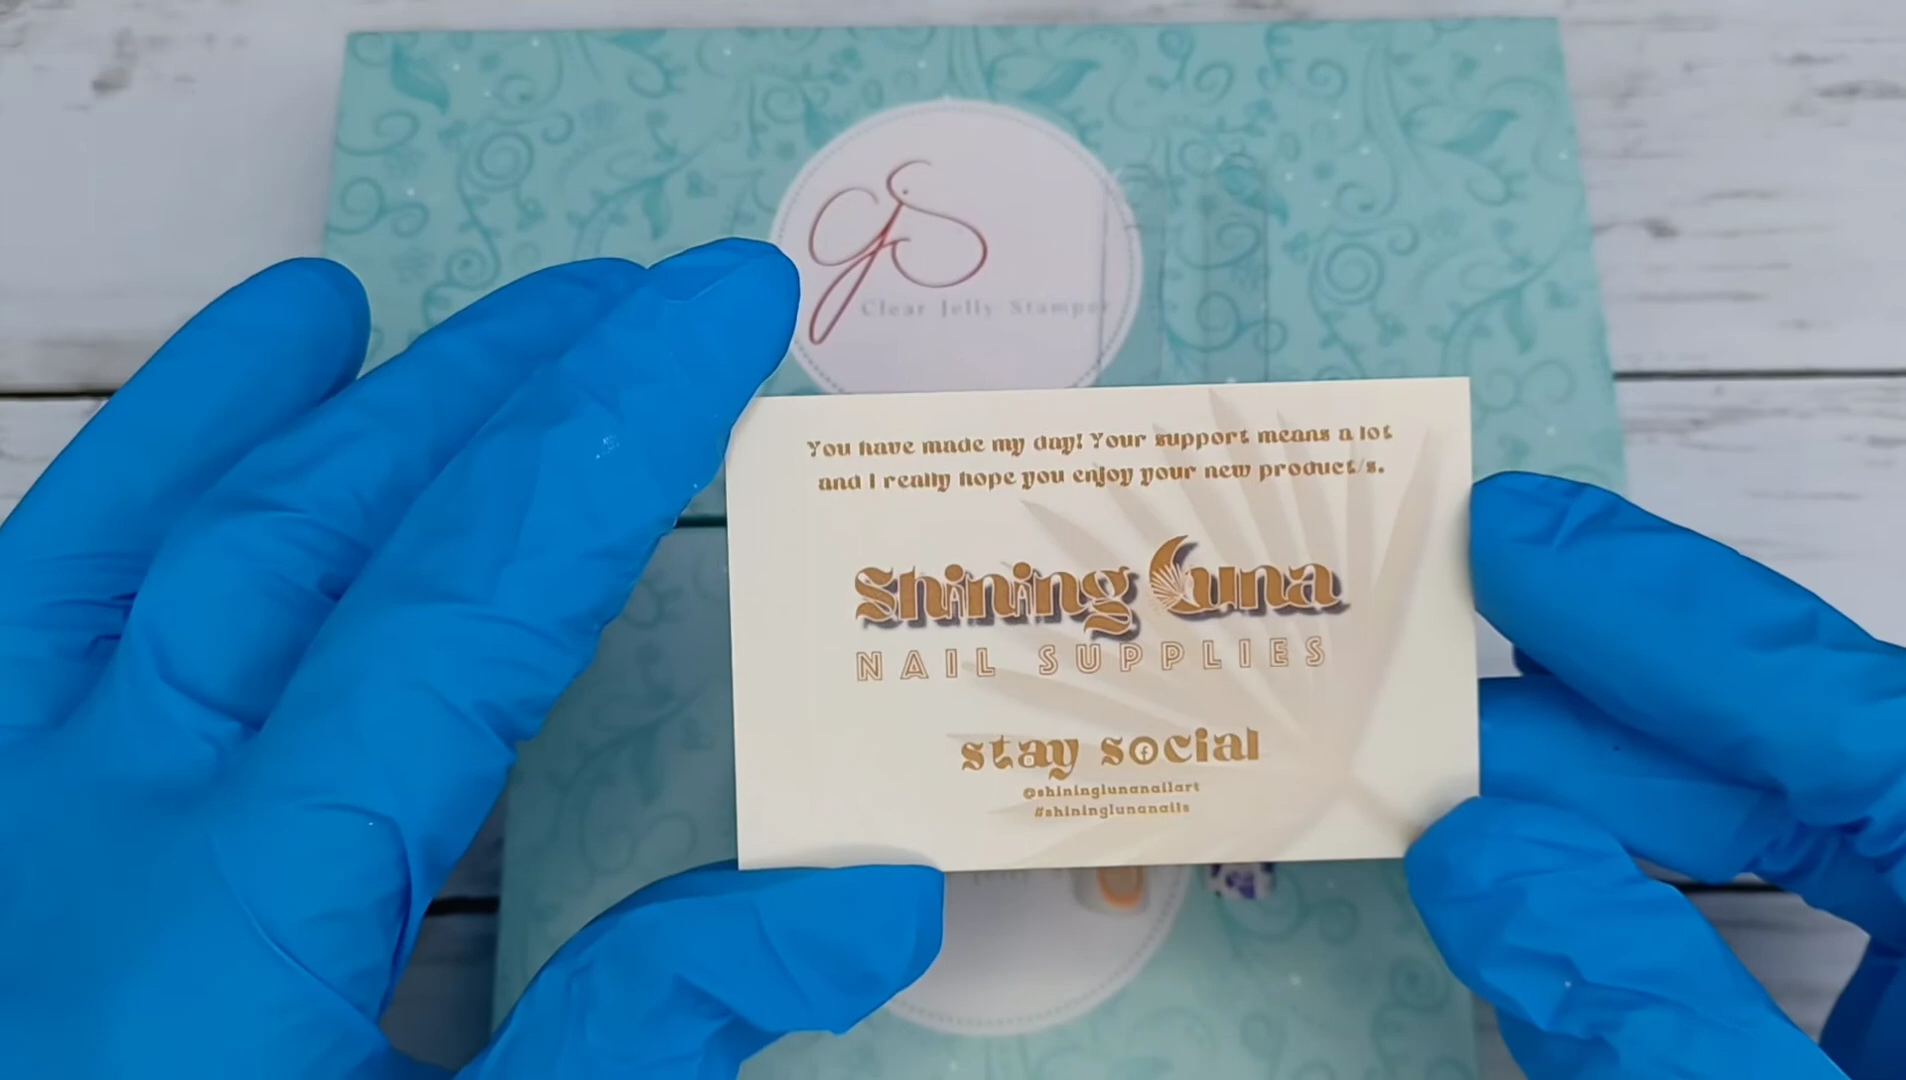 CJS
Clear Jelly Stamper
You have made my day! Your support means a lot
and I really hope you enjoy your new product/s.
Shining Luna
NAIL SUPPLIES
stay social
@shininglunanailart
#shininglunanails